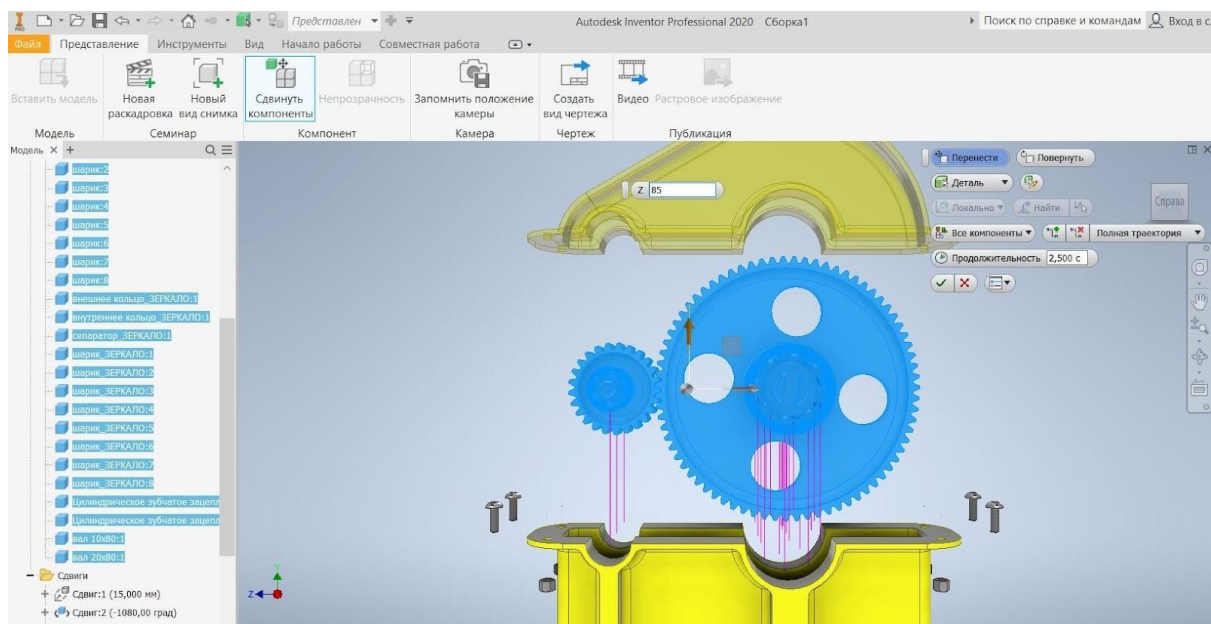 PRO
Представлен
Autodesk Inventor Professional 2020 Сборка1
Поиск по справке и командам
Вход в с
Файл Представление Инструменты Вид Начало работы Совместная работа
Вставить модель
Новая раскадровка
Новый вид снимка
Сдвинуть компоненты
Непрозрачность
Запомнить положение камеры
Создать вид чертежа
Видео
Растровое изображение
Модель Семинар Компонент Камера Чертеж Публикация
Модель × +
шарик:2
шарик:3
шарик:4
шарик:5
шарик:6
шарик:7
шарик:8
внешнее кольцо_ЗЕРКАЛО:1
внутреннее кольцо_ЗЕРКАЛО:1
сепаратор_ЗЕРКАЛО:1
шарик_ЗЕРКАЛО:1
шарик_ЗЕРКАЛО:2
шарик_ЗЕРКАЛО:3
шарик_ЗЕРКАЛО:4
шарик_ЗЕРКАЛО:5
шарик_ЗЕРКАЛО:6
шарик_ЗЕРКАЛО:7
шарик_ЗЕРКАЛО:8
Цилиндрическое зубчатое зацепл
Цилиндрическое зубчатое зацепл
вал 10x80:1
вал 20x80:1
Сдвиги
Сдвиг:1 (15,000 мм)
Сдвиг:2 (-1080,00 град)
Z 85
Перенести Повернуть
Деталь
Локально Найти
Все компоненты Полная траектория
Продолжительность 2,500 с
Справа
Y
Z